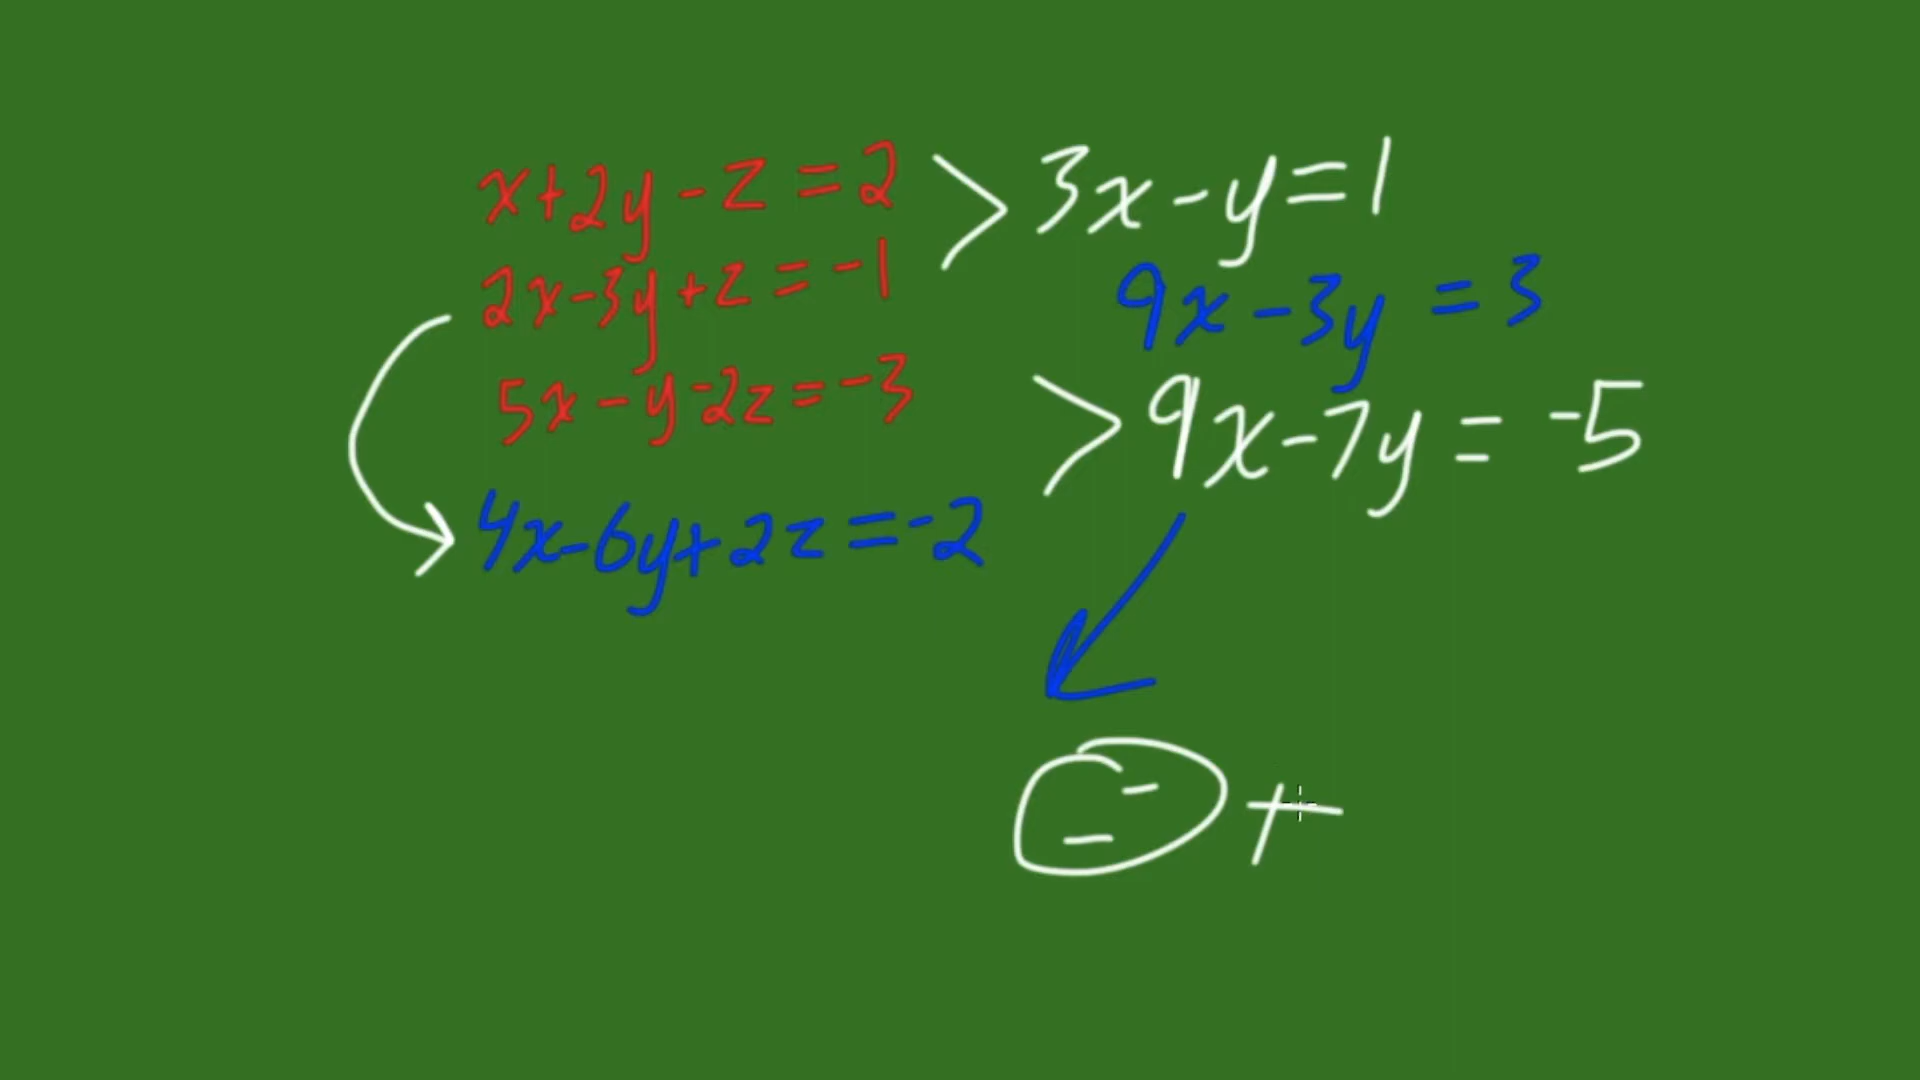 x+2y-z=2
2x-3y+z=-1
5x-y-2z=-3
4x-6y+2z=-2
3x-y=1
9x-3y=3
9x-7y=-5
- - +